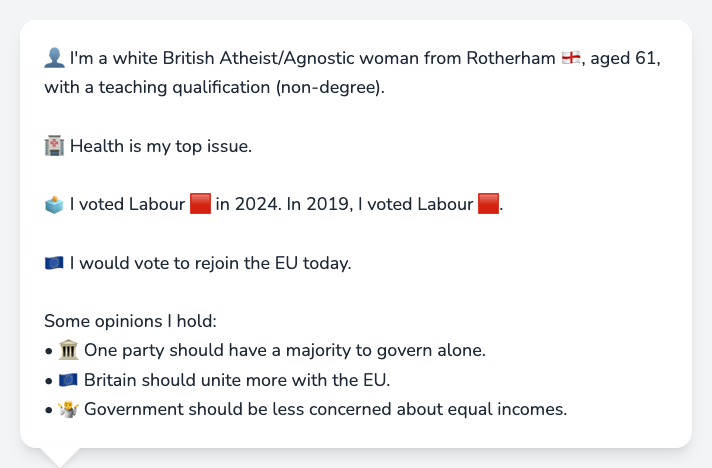 👤 I'm a white British Atheist/Agnostic woman from Rotherham 🏴󠁧󠁢󠁥󠁮󠁧󠁿, aged 61,
with a teaching qualification (non-degree).
🏥 Health is my top issue.
🗳️ I voted Labour 🟥 in 2024. In 2019, I voted Labour 🟥.
🇪🇺 I would vote to rejoin the EU today.
Some opinions I hold:
• 🏛️ One party should have a majority to govern alone.
• 🇪🇺 Britain should unite more with the EU.
• 🤷 Government should be less concerned about equal incomes.